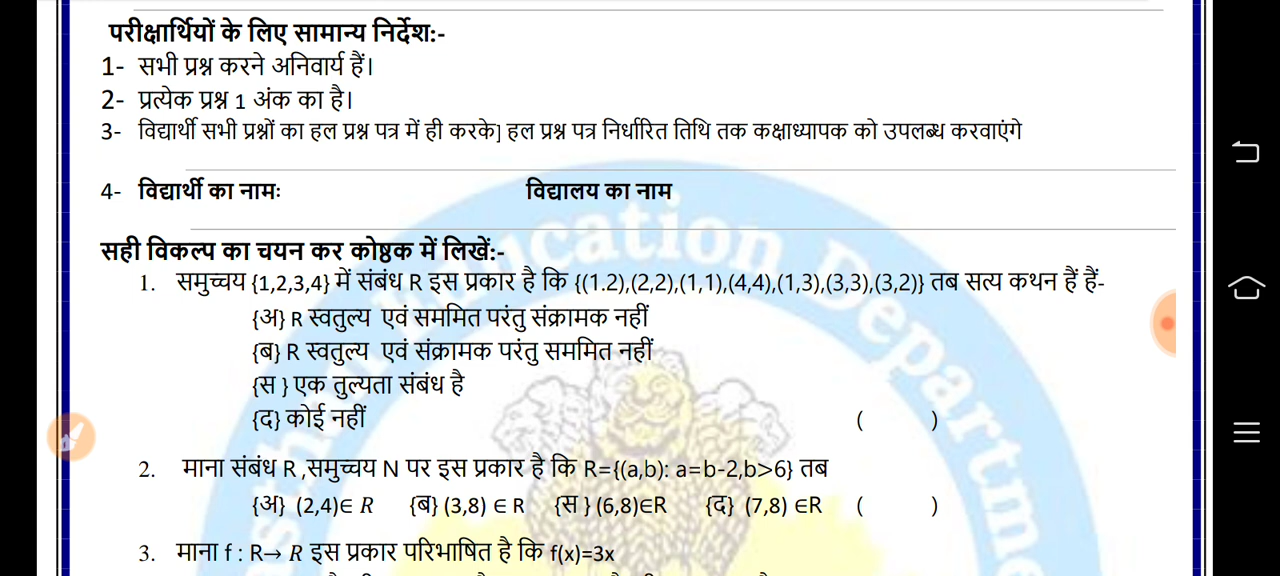 परीक्षार्थियों के लिए सामान्य निर्देश:-
1- सभी प्रश्न करने अनिवार्य हैं।
2- प्रत्येक प्रश्न 1 अंक का है।
3- विद्यार्थी सभी प्रश्नों का हल प्रश्न पत्र में ही करके] हल प्रश्न पत्र निर्धारित तिथि तक कक्षाध्यापक को उपलब्ध करवाएंगे
4- विद्यार्थी का नामः विद्यालय का नाम
सही विकल्प का चयन कर कोष्ठक में लिखें:-
1. समुच्चय {1,2,3,4} में संबंध R इस प्रकार है कि {(1.2),(2,2),(1,1),(4,4),(1,3),(3,3),(3,2)} तब सत्य कथन हैं हैं-
{अ} R स्वतुल्य एवं सममित परंतु संक्रामक नहीं
{ब} R स्वतुल्य एवं संक्रामक परंतु सममित नहीं
{स } एक तुल्यता संबंध है
{द} कोई नहीं ( )
2. माना संबंध R ,समुच्चय N पर इस प्रकार है कि R={(a,b): a=b-2,b>6} तब
{अ} (2,4)∈ R {ब} (3,8) ∈ R {स } (6,8)∈R {द} (7,8) ∈R ( )
3. माना f : R→ R इस प्रकार परिभाषित है कि f(x)=3x